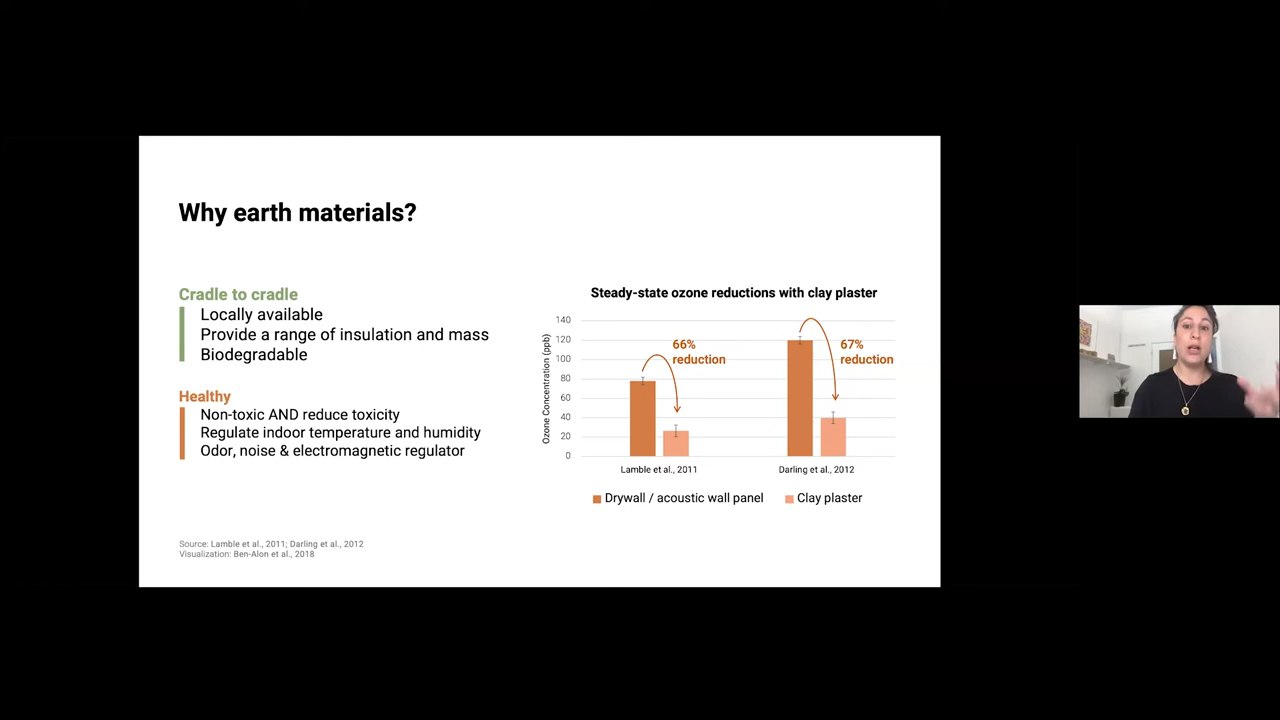 Why earth materials?
Cradle to cradle
Locally available
Provide a range of insulation and mass
Biodegradable
Healthy
Non-toxic AND reduce toxicity
Regulate indoor temperature and humidity
Odor, noise & electromagnetic regulator
Source: Lamble et al., 2011; Darling et al., 2012
Visualization: Ben-Alon et al., 2018
Steady-state ozone reductions with clay plaster
Ozone Concentration (ppb)
140
120
100
80
60
40
20
0
66%
reduction
67%
reduction
Lamble et al., 2011
Darling et al., 2012
Drywall / acoustic wall panel
Clay plaster